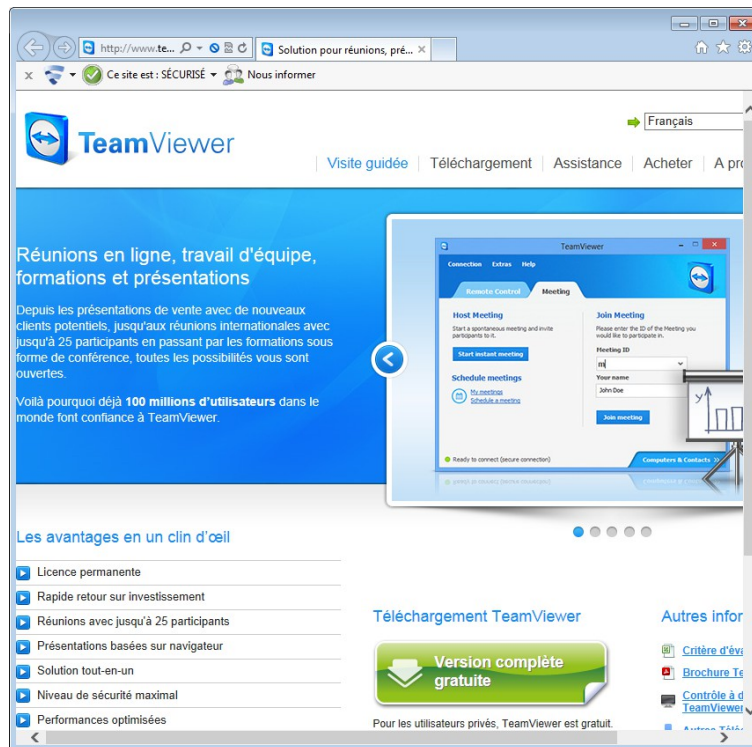 http://www.te...
Solution pour réunions, pré...
Ce site est : SÉCURISÉ
Nous informer
Français
TeamViewer
Visite guidée
Téléchargement
Assistance
Acheter
A pro
Réunions en ligne, travail d'équipe,
formations et présentations
Depuis les présentations de vente avec de nouveaux
clients potentiels, jusqu'aux réunions internationales avec
jusqu'à 25 participants en passant par les formations sous
forme de conférence, toutes les possibilités vous sont
ouvertes.
Voilà pourquoi déjà 100 millions d'utilisateurs dans le
monde font confiance à TeamViewer.
TeamViewer
Connection Extras Help
Remote Control Meeting
Host Meeting
Start a spontaneous meeting and invite
participants to it.
Start instant meeting
Schedule meetings
My meetings
Schedule a meeting
Join Meeting
Please enter the ID of the Meeting you
would like to participate in.
Meeting ID
m
Your name
John Doe
Join meeting
Ready to connect (secure connection)
Computers & Contacts
y
Les avantages en un clin d'œil
Licence permanente
Rapide retour sur investissement
Réunions avec jusqu'à 25 participants
Présentations basées sur navigateur
Solution tout-en-un
Niveau de sécurité maximal
Performances optimisées
Téléchargement TeamViewer
Version complète
gratuite
Pour les utilisateurs privés, TeamViewer est gratuit.
Autres infor
Critère d'éva
Brochure Te
Contrôle à d
TeamViewer
Autres Télé